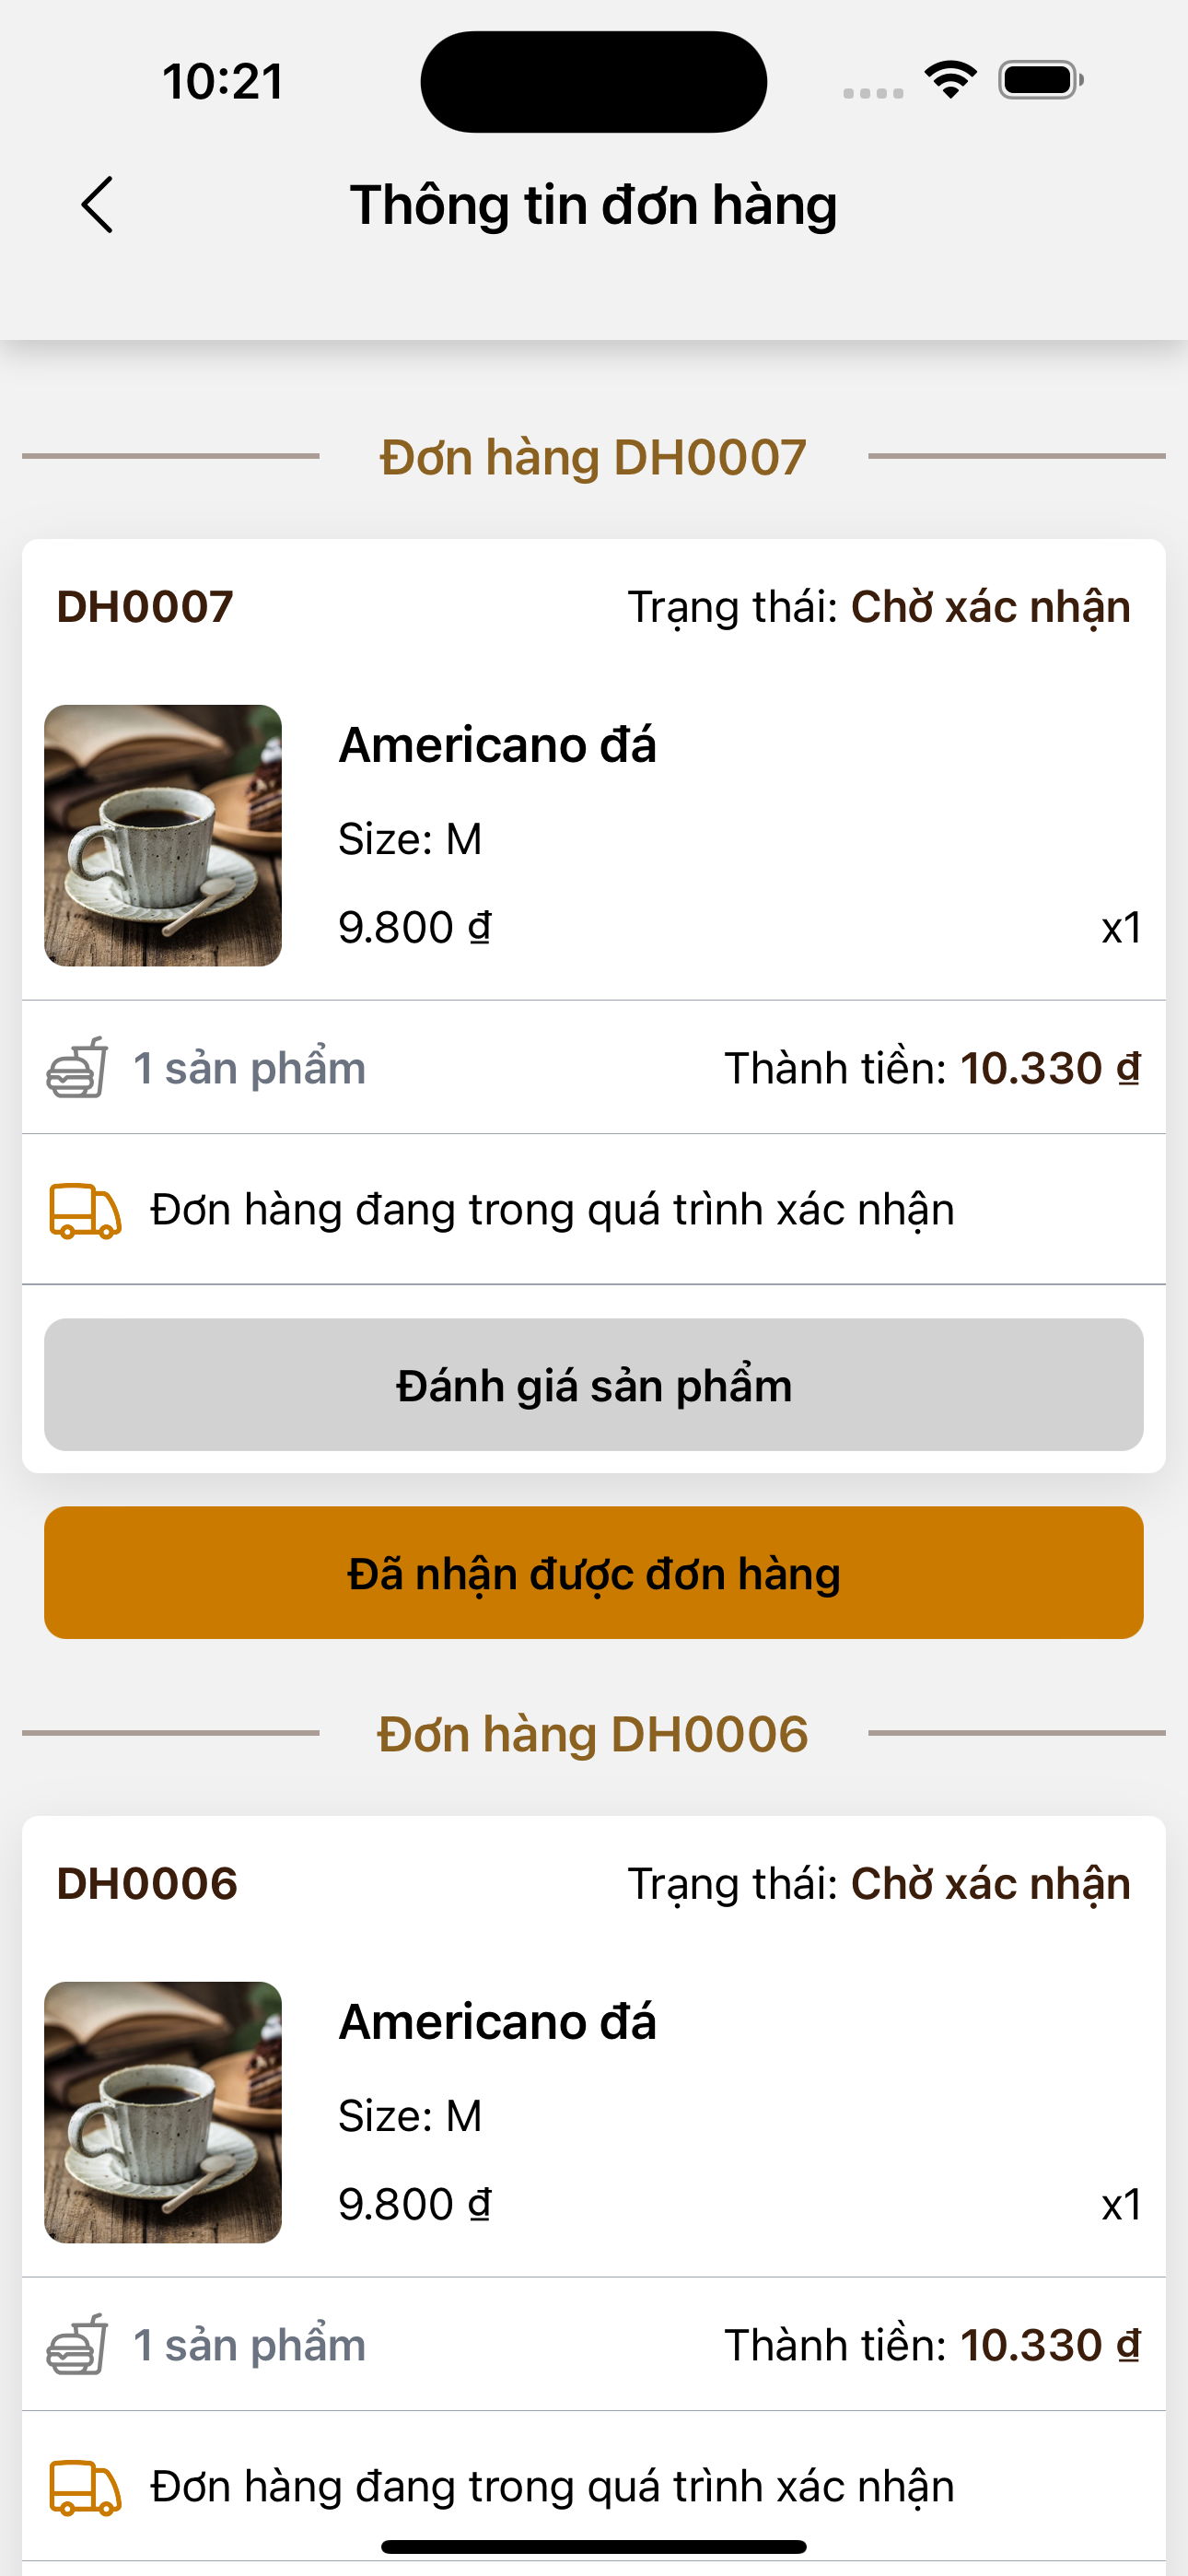 10:21
Thông tin đơn hàng
Đơn hàng DH0007
DH0007
Trạng thái: Chờ xác nhận
Americano đá
Size: M
9.800 ₫
x1
1 sản phẩm
Thành tiền: 10.330 ₫
Đơn hàng đang trong quá trình xác nhận
Đánh giá sản phẩm
Đã nhận được đơn hàng
Đơn hàng DH0006
DH0006
Trạng thái: Chờ xác nhận
Americano đá
Size: M
9.800 ₫
x1
1 sản phẩm
Thành tiền: 10.330 ₫
Đơn hàng đang trong quá trình xác nhận